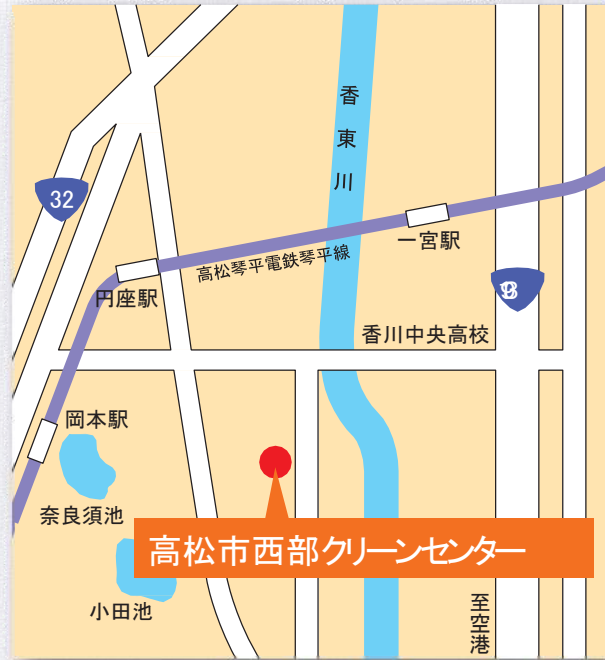 香東川
32
一宮駅
高松琴平電鉄琴平線
円座駅
香川中央高校
岡本駅
奈良須池
高松市西部クリーンセンター
小田池
至空港